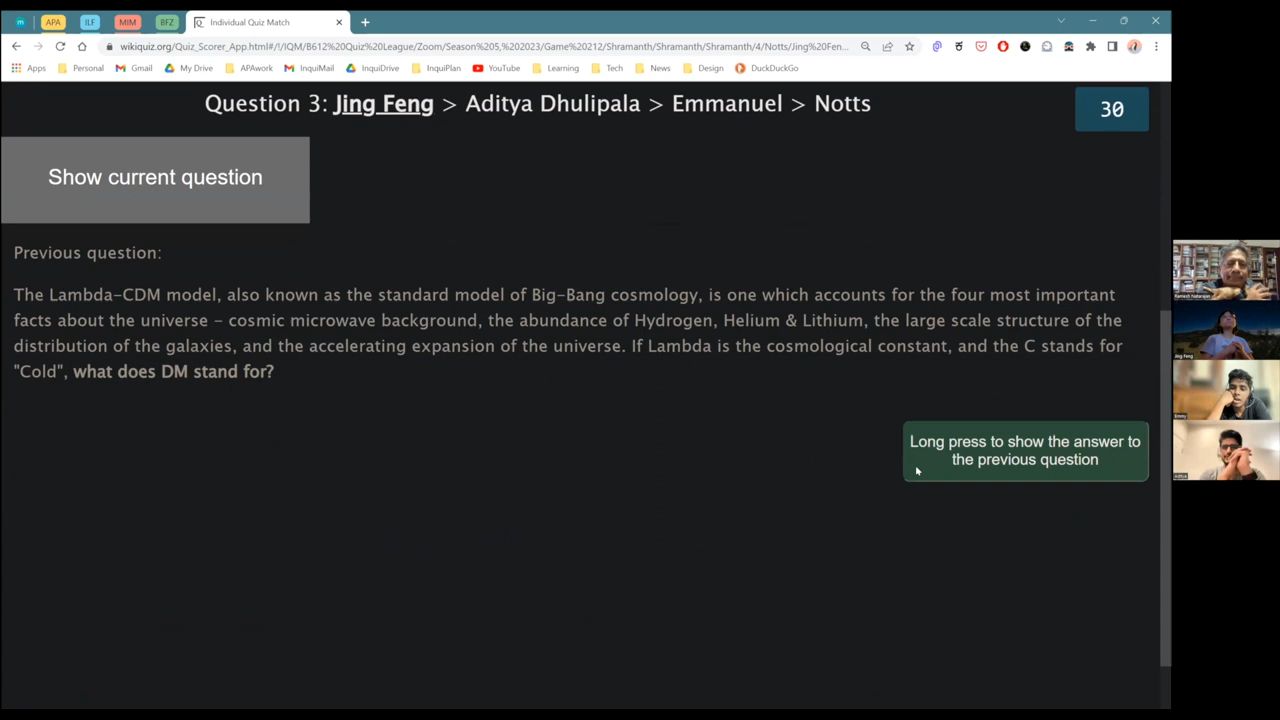 APA ILF MIM BFZ Individual Quiz Match
wikiquiz.org/Quiz_Scorer_App.html#/!/IQM/B612%20Quiz%20League/Zoom/Season%205,%202023/Game%20212/Shramanth/Shramanth/Shramanth/4/Notts/Jing%20Fen...
Apps Personal Gmail My Drive APAwork InquiMail InquiDrive InquiPlan YouTube Learning Tech News Design DuckDuckGo
Question 3: Jing Feng > Aditya Dhulipala > Emmanuel > Notts
30
Show current question
Previous question:
The Lambda-CDM model, also known as the standard model of Big-Bang cosmology, is one which accounts for the four most important
facts about the universe - cosmic microwave background, the abundance of Hydrogen, Helium & Lithium, the large scale structure of the
distribution of the galaxies, and the accelerating expansion of the universe. If Lambda is the cosmological constant, and the C stands for
"Cold", what does DM stand for?
Long press to show the answer to
the previous question
Ramesh Natarajan
Jing Feng
Emmy
Aditya